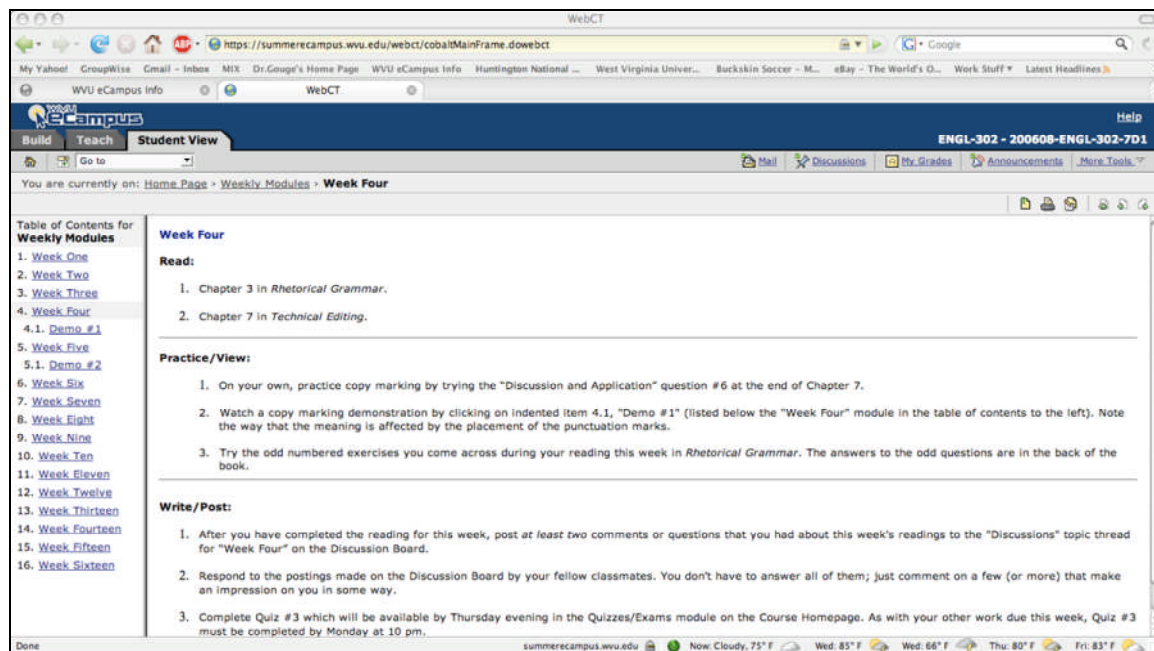 WebCT
https://summerecampus.wvu.edu/webct/cobaltMainFrame.dowebct
Google
My Yahoo! GroupWise Gmail - Inbox MIX Dr.Gouge's Home Page WVU eCampus Info Huntington National ... West Virginia Univer... Buckskin Soccer - M... eBay - The World's O... Work Stuff Latest Headlines
WVU eCampus Info WebCT
WVU eCampus Help
Build Teach Student View ENGL-302 - 200608-ENGL-302-7D1
Go to Mail Discussions My Grades Announcements More Tools
You are currently on: Home Page > Weekly Modules > Week Four
Table of Contents for
Weekly Modules
1. Week One
2. Week Two
3. Week Three
4. Week Four
4.1. Demo #1
5. Week Five
5.1. Demo #2
6. Week Six
7. Week Seven
8. Week Eight
9. Week Nine
10. Week Ten
11. Week Eleven
12. Week Twelve
13. Week Thirteen
14. Week Fourteen
15. Week Fifteen
16. Week Sixteen
Week Four
Read:
1. Chapter 3 in Rhetorical Grammar.
2. Chapter 7 in Technical Editing.
Practice/View:
1. On your own, practice copy marking by trying the "Discussion and Application" question #6 at the end of Chapter 7.
2. Watch a copy marking demonstration by clicking on indented item 4.1, "Demo #1" (listed below the "Week Four" module in the table of contents to the left). Note
the way that the meaning is affected by the placement of the punctuation marks.
3. Try the odd numbered exercises you come across during your reading this week in Rhetorical Grammar. The answers to the odd questions are in the back of the
book.
Write/Post:
1. After you have completed the reading for this week, post at least two comments or questions that you had about this week's readings to the "Discussions" topic thread
for "Week Four" on the Discussion Board.
2. Respond to the postings made on the Discussion Board by your fellow classmates. You don't have to answer all of them; just comment on a few (or more) that make
an impression on you in some way.
3. Complete Quiz #3 which will be available by Thursday evening in the Quizzes/Exams module on the Course Homepage. As with your other work due this week, Quiz #3
must be completed by Monday at 10 pm.
Done summerecampus.wvu.edu Now: Cloudy, 75° F Wed: 85° F Wed: 66° F Thu: 80° F Fri: 83° F